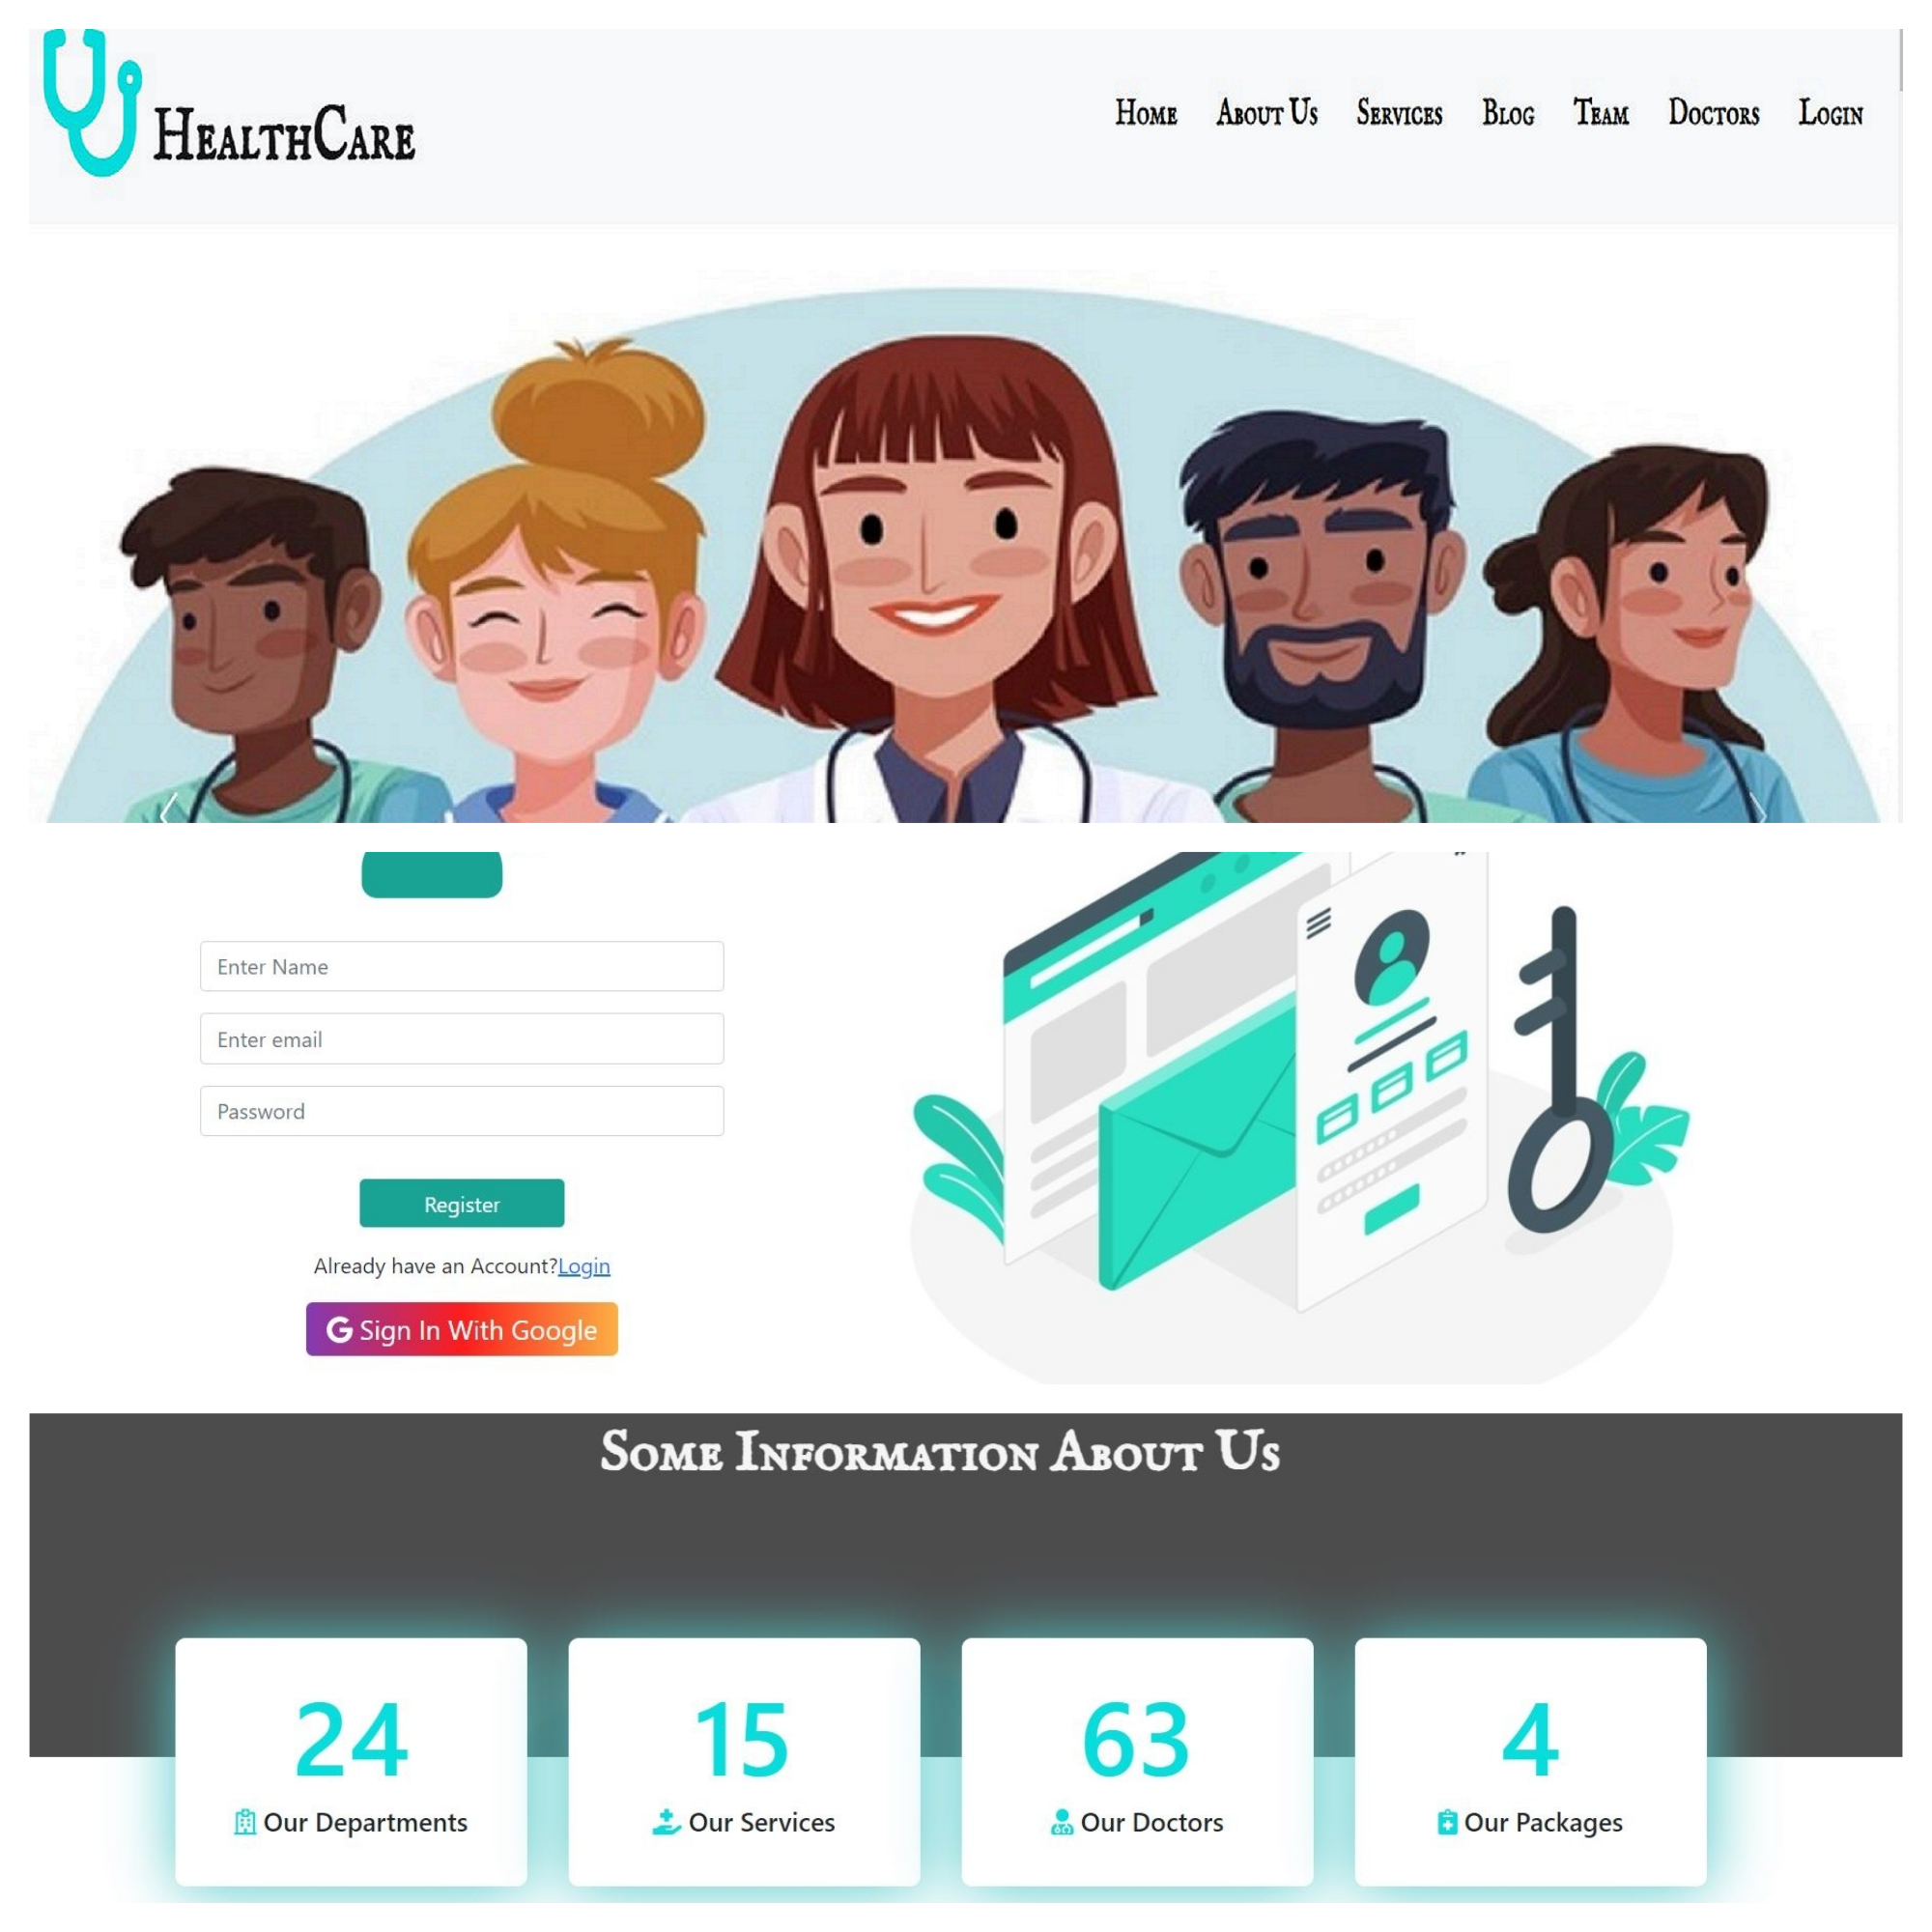 HealthCare
Home About Us Services Blog Team Doctors Login
Enter Name
Enter email
Password
Register
Already have an Account?Login
G Sign In With Google
Some Information About Us
24 15 63 4
Our Departments Our Services Our Doctors Our Packages